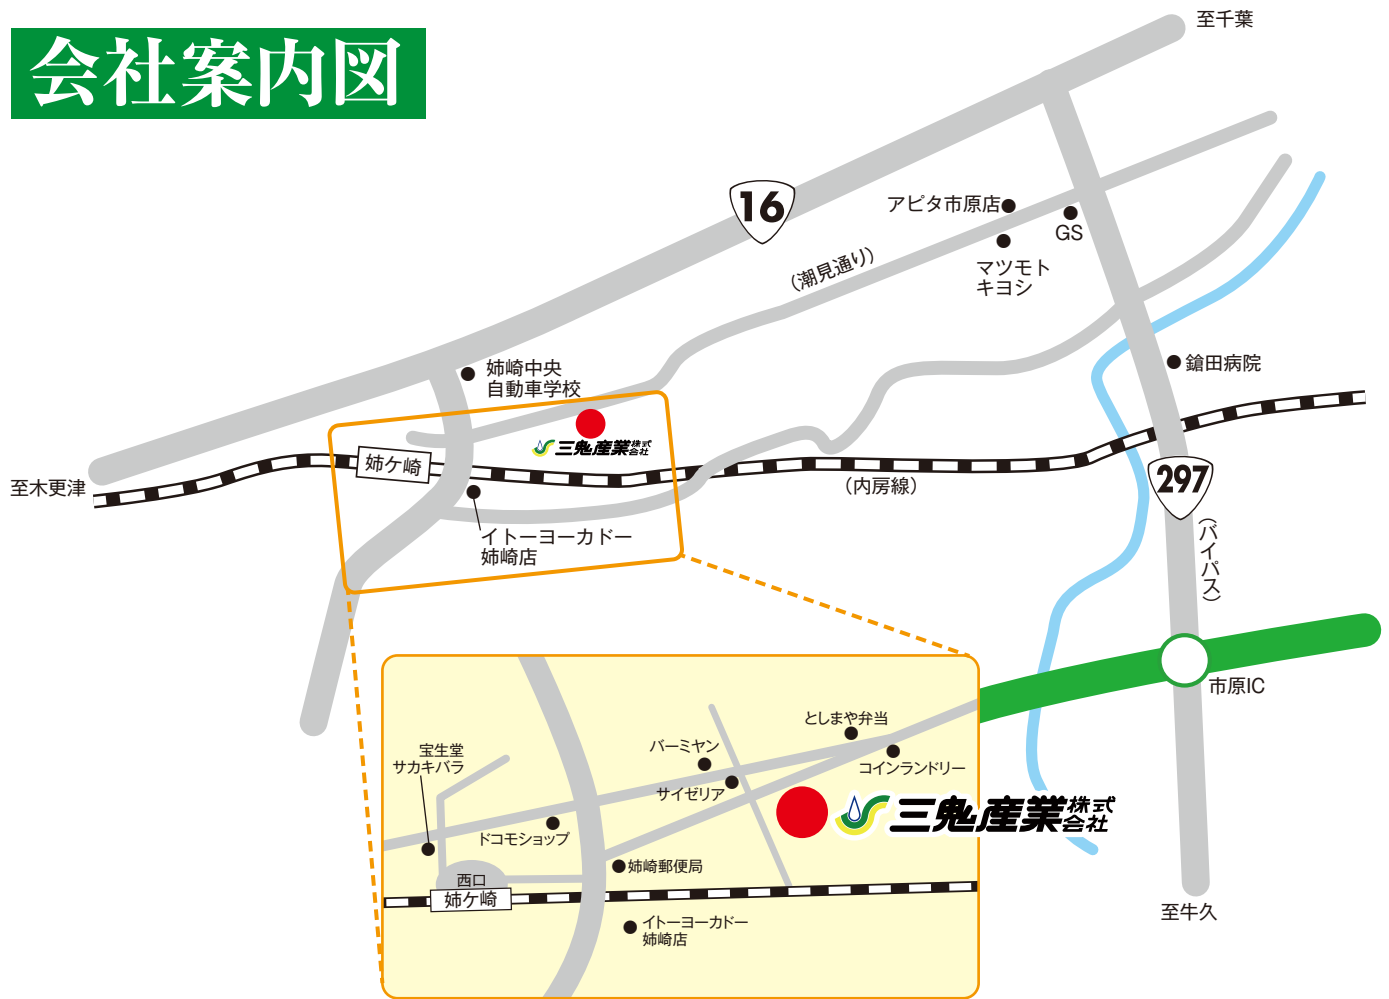 会社案内図
至千葉
16
アピタ市原店
GS
マツモト
キヨシ
(潮見通り)
鎗田病院
姉崎中央
自動車学校
三鬼産業株式
会社
姉ケ崎
至木更津
(内房線)
297
(バイパス)
イトーヨーカドー
姉崎店
市原IC
としまや弁当
バーミヤン
宝生堂
サカキバラ
コインランドリー
サイゼリア
三鬼産業株式
会社
ドコモショップ
姉崎郵便局
西口
姉ケ崎
イトーヨーカドー
姉崎店
至牛久